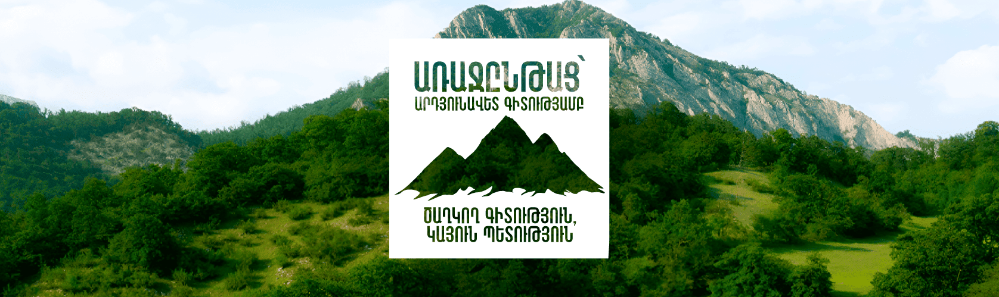 ԱՌԱՋԸՆԹԱՑ՝
ԱՐԴՅՈՒՆԱՎԵՏ ԳԻՏՈՒԹՅԱՄԲ
ԾԱՂԿՈՂ ԳԻՏՈՒԹՅՈՒՆ,
ԿԱՅՈՒՆ ՊԵՏՈՒԹՅՈՒՆ